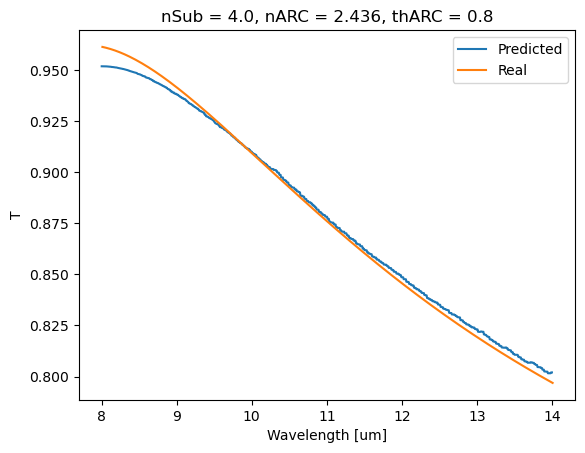 nSub = 4.0, nARC = 2.436, thARC = 0.8
Predicted
Real
T
0.950
0.925
0.900
0.875
0.850
0.825
0.800
8 9 10 11 12 13 14
Wavelength [um]